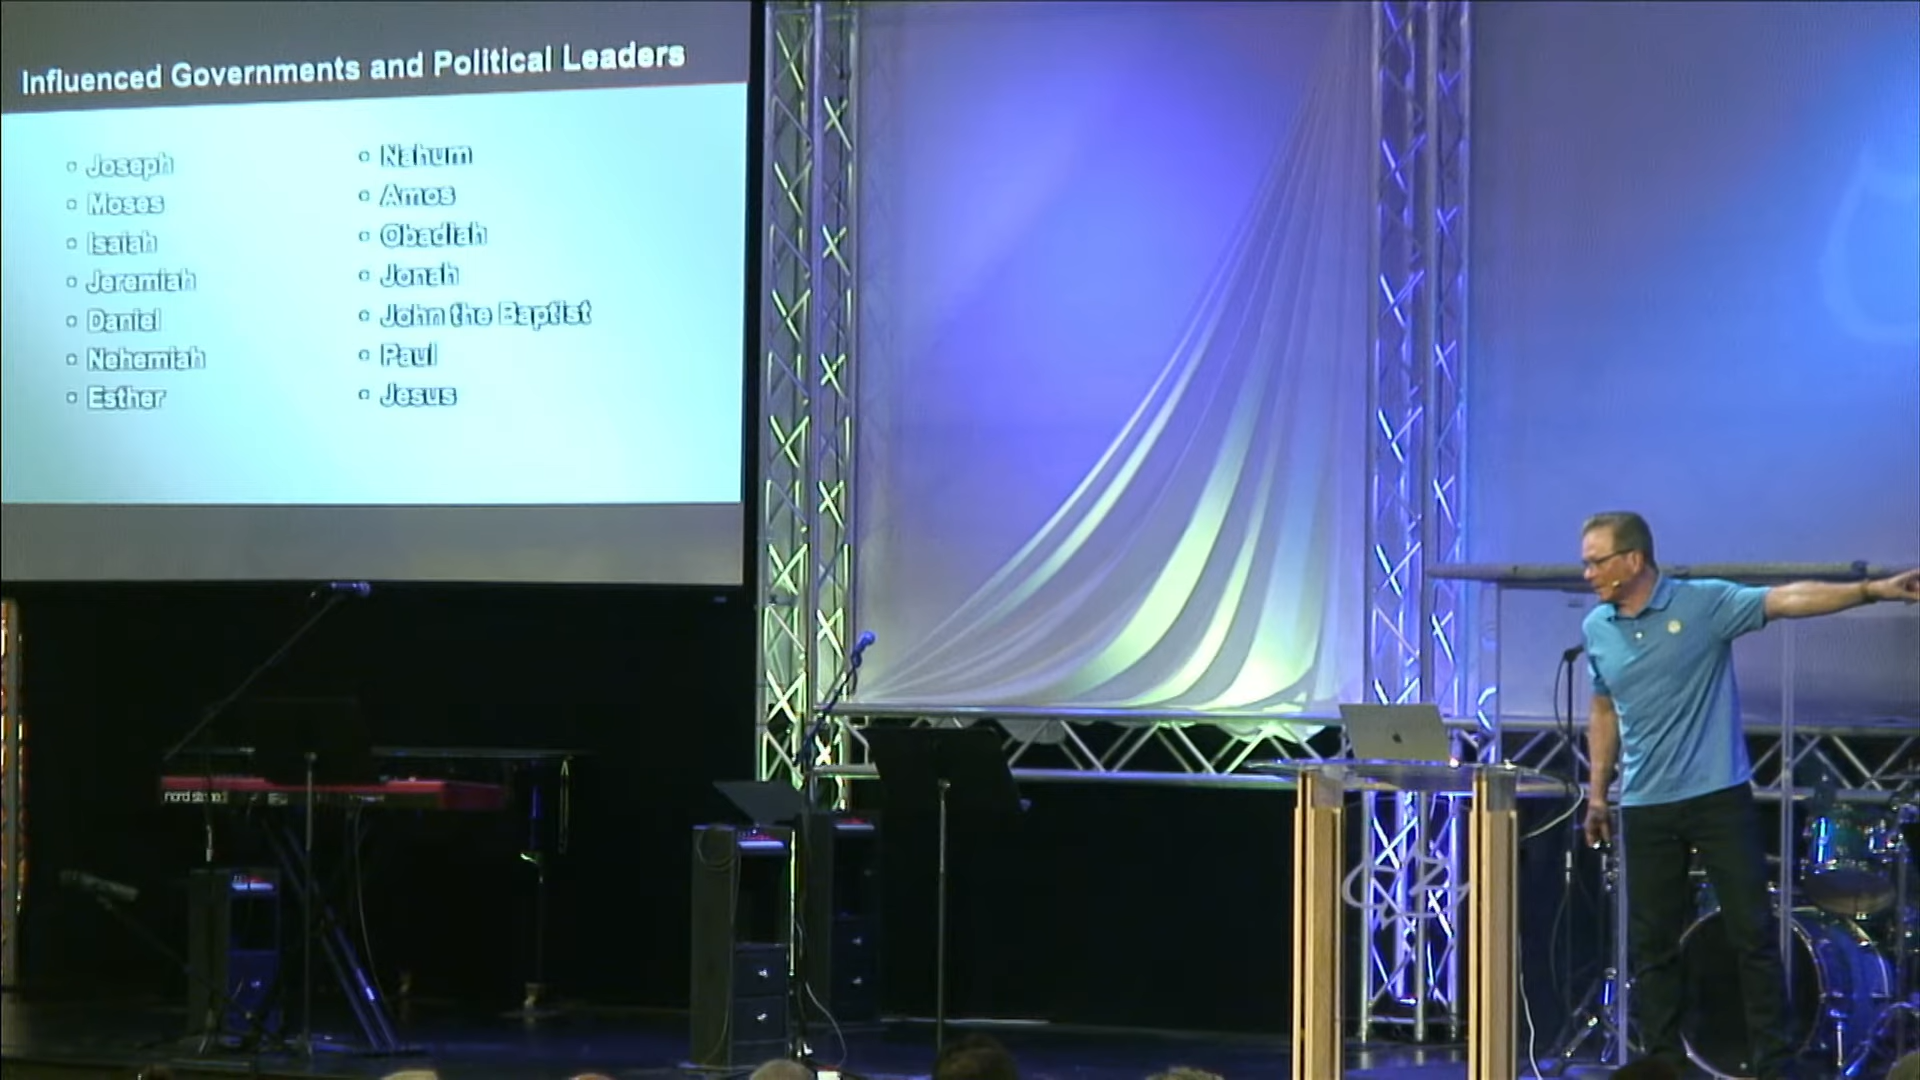 Influenced Governments and Political Leaders
Joseph
Moses
Isaiah
Jeremiah
Daniel
Nehemiah
Esther
Nahum
Amos
Obadiah
Jonah
John the Baptist
Paul
Jesus
nord stage